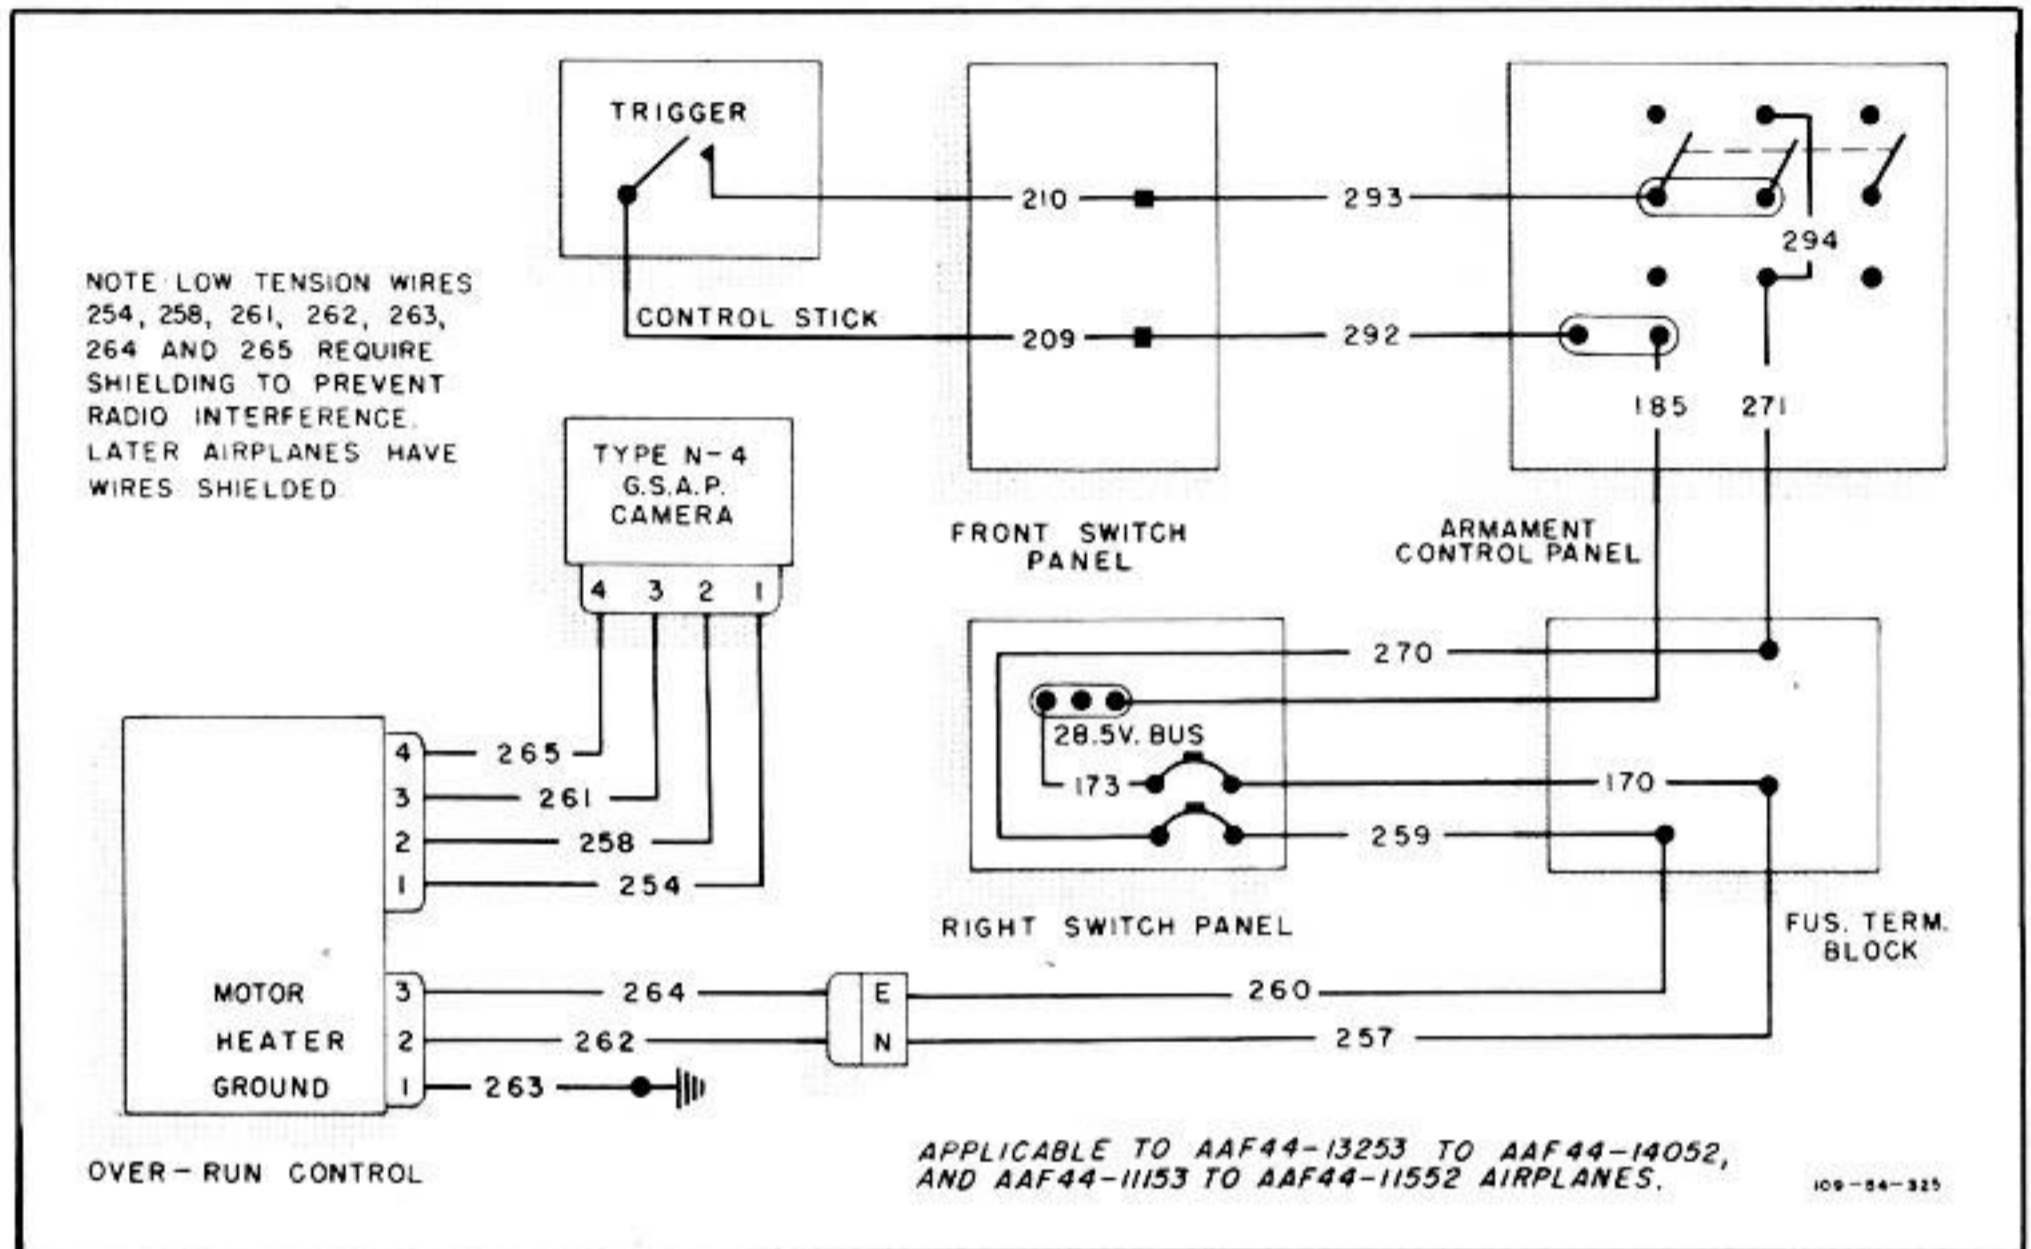 TRIGGER
210
293
294
CONTROL STICK
209
292
185
271
NOTE: LOW TENSION WIRES
254, 258, 261, 262, 263,
264 AND 265 REQUIRE
SHIELDING TO PREVENT
RADIO INTERFERENCE.
LATER AIRPLANES HAVE
WIRES SHIELDED.
TYPE N-4
G.S.A.P.
CAMERA
4 3 2 1
FRONT SWITCH
PANEL
ARMAMENT
CONTROL PANEL
270
28.5V. BUS
173
170
259
RIGHT SWITCH PANEL
FUS. TERM.
BLOCK
4 265
3 261
2 258
1 254
MOTOR 3 264 E 260
HEATER 2 262 N 257
GROUND 1 263
OVER-RUN CONTROL
APPLICABLE TO AAF44-13253 TO AAF44-14052,
AND AAF44-11153 TO AAF44-11552 AIRPLANES.
109-54-325